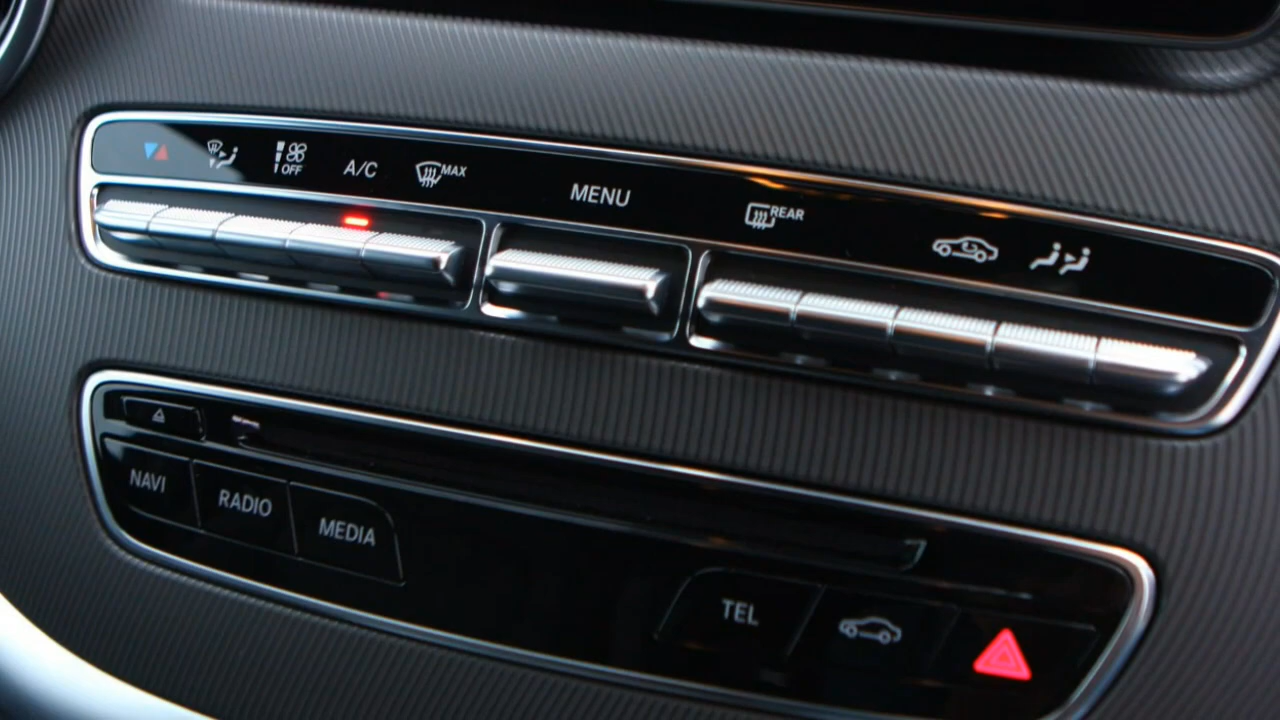 OFF
A/C
MAX
MENU
REAR
NAVI
RADIO
MEDIA
TEL